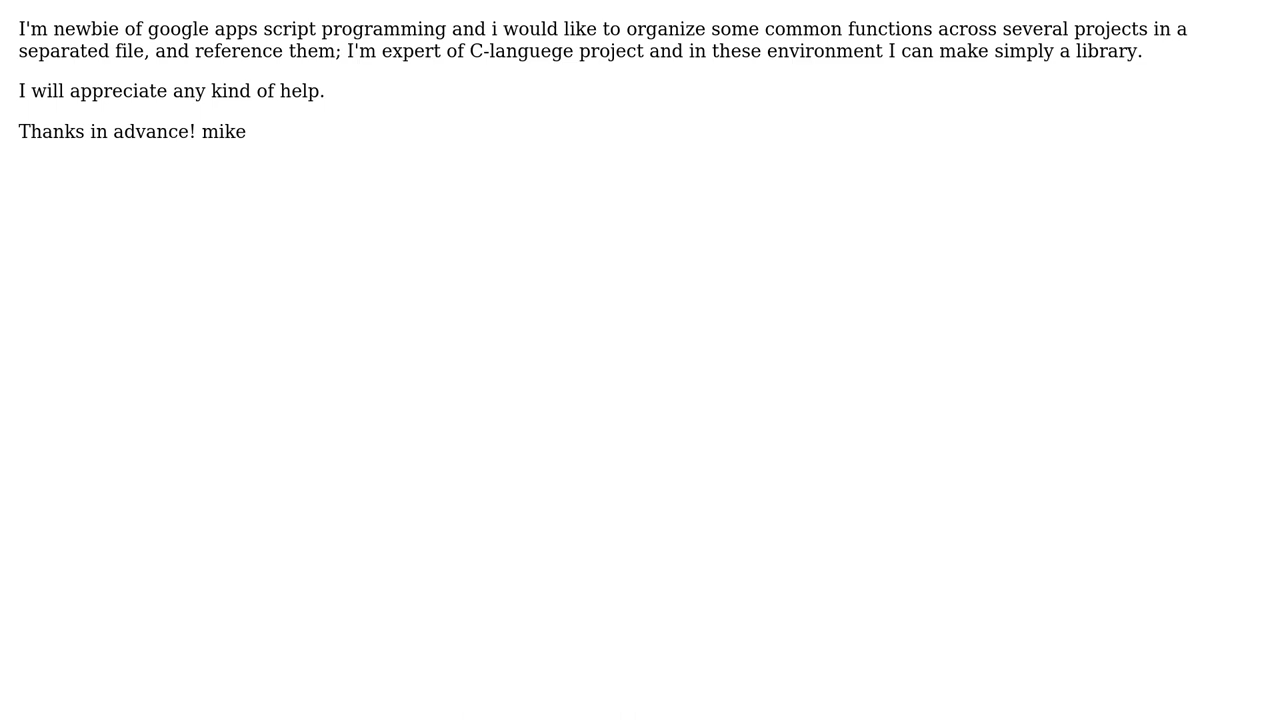 I'm newbie of google apps script programming and i would like to organize some common functions across several projects in a
separated file, and reference them; I'm expert of C-languege project and in these environment I can make simply a library.
I will appreciate any kind of help.
Thanks in advance! mike